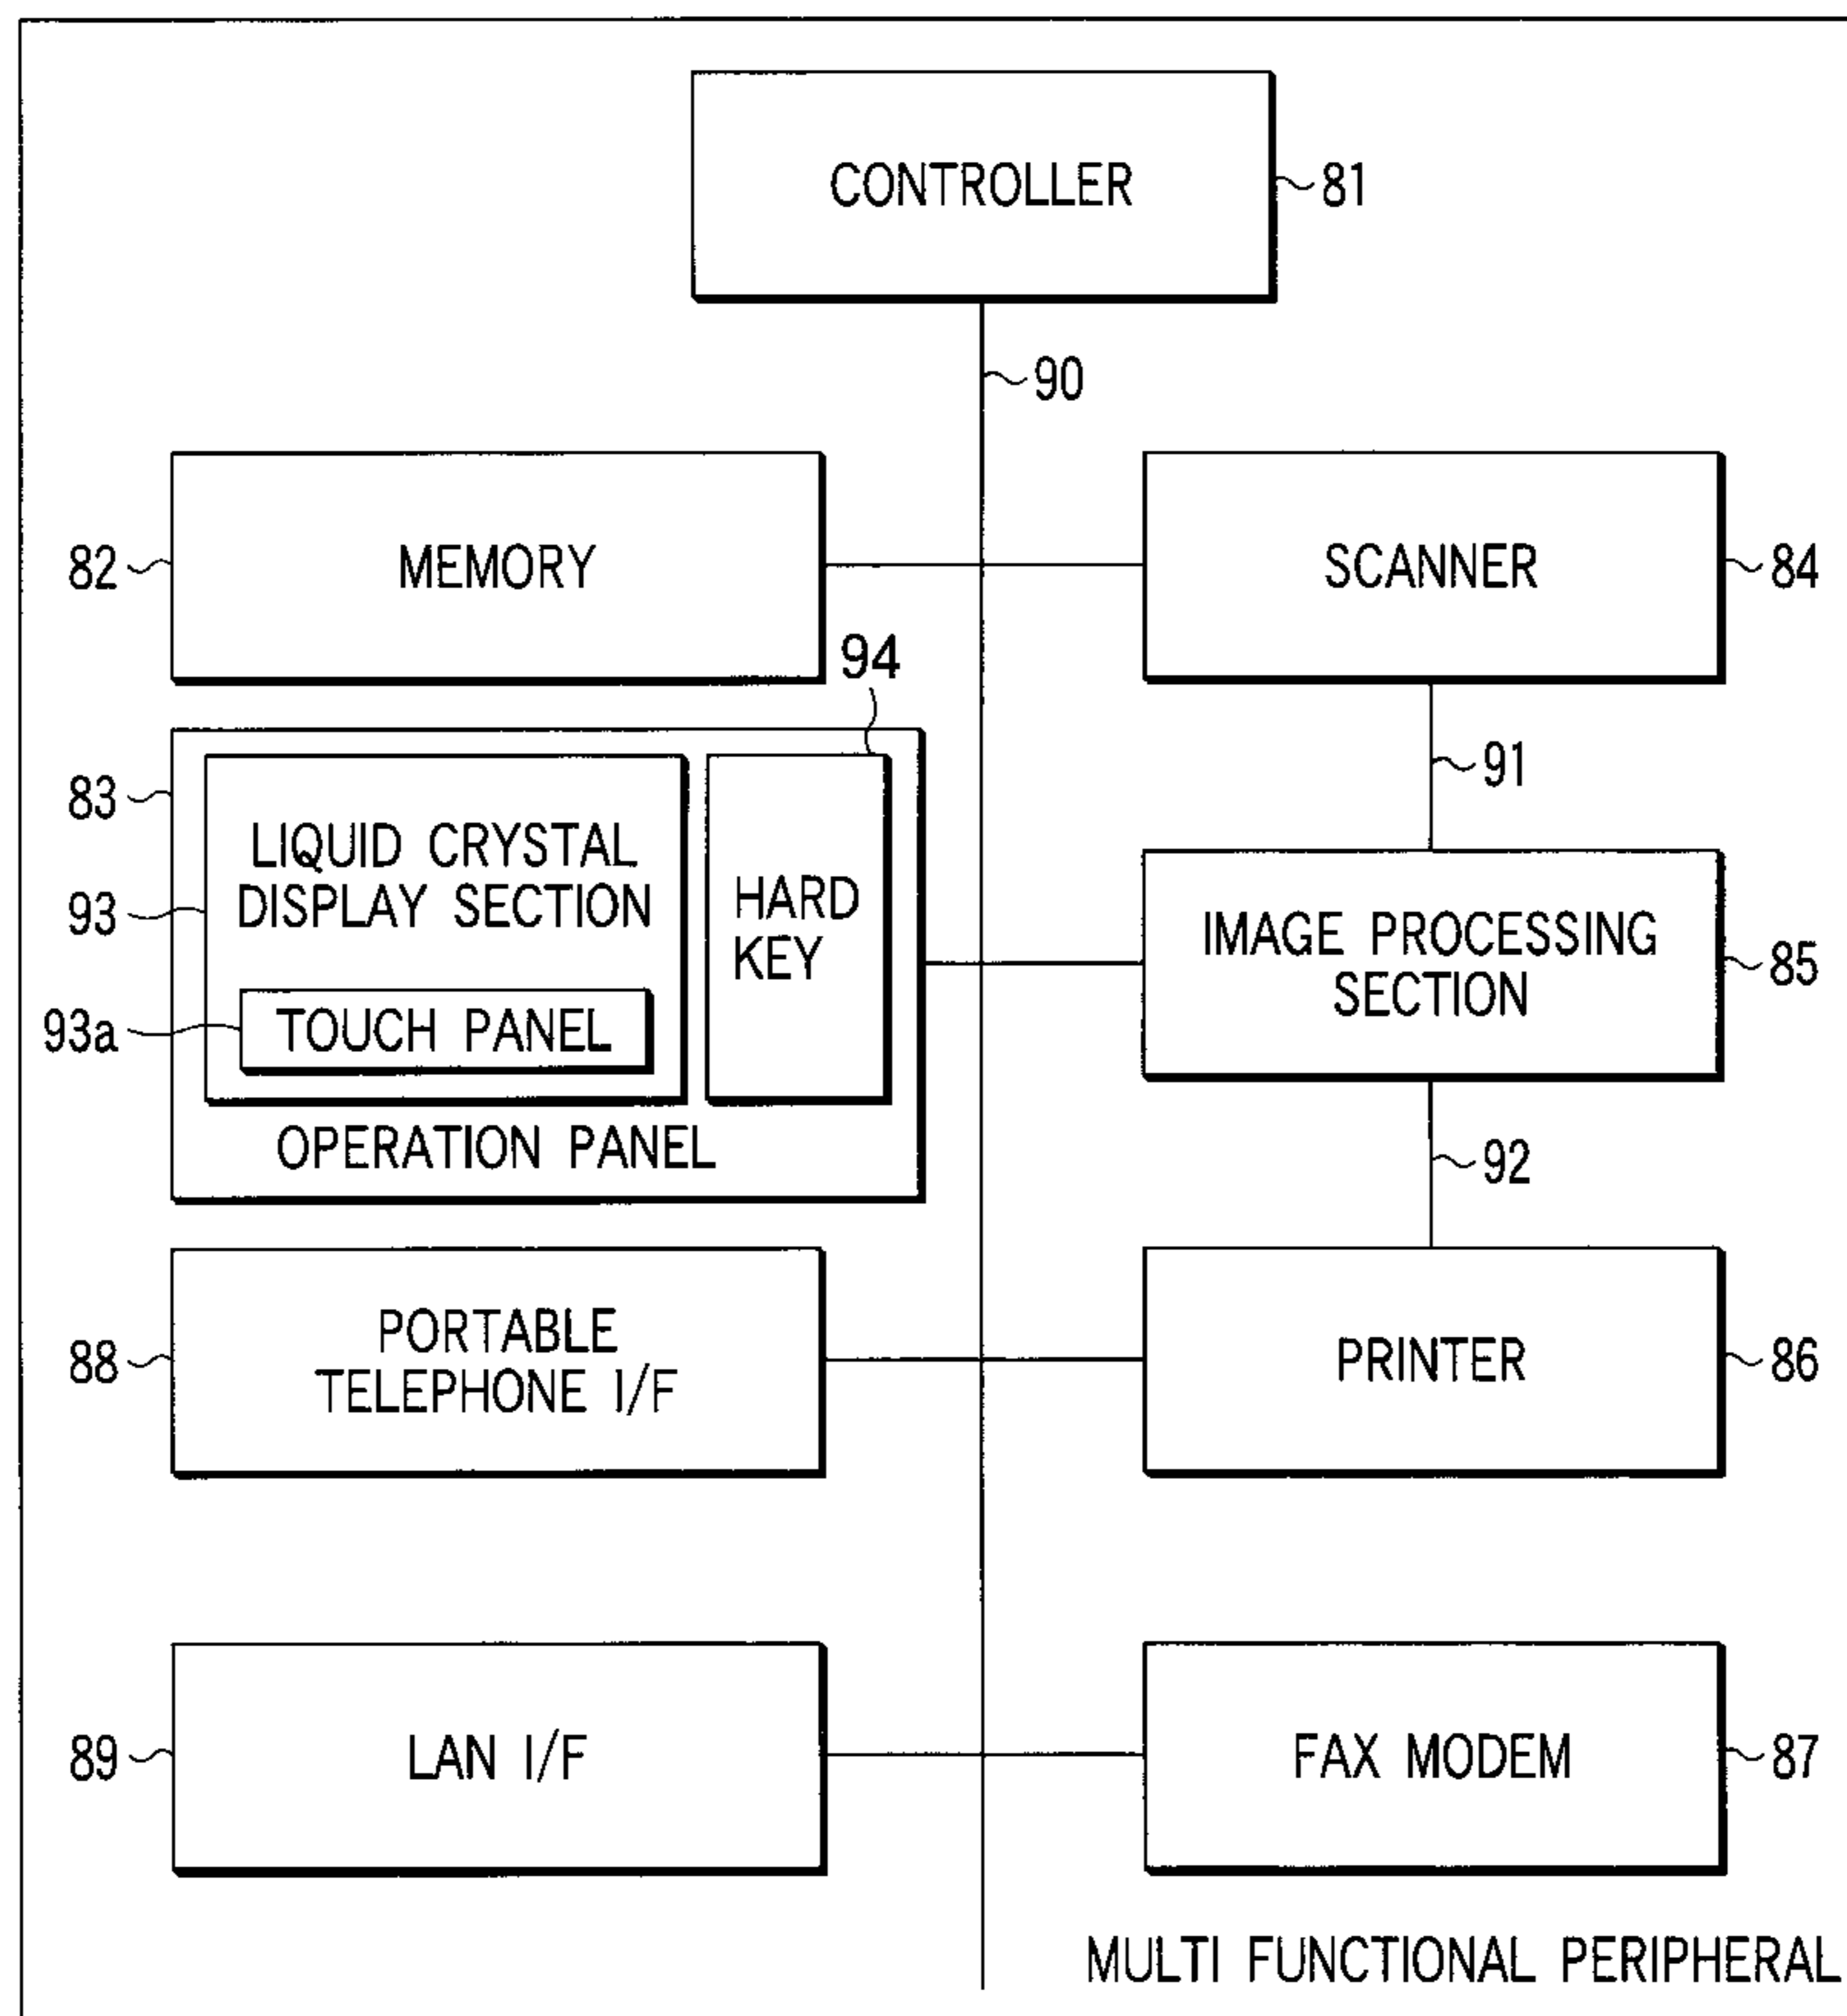 CONTROLLER
81
90
82
MEMORY
SCANNER
84
94
91
83
LIQUID CRYSTAL
DISPLAY SECTION
93
HARD
KEY
93a
TOUCH PANEL
OPERATION PANEL
IMAGE PROCESSING
SECTION
85
92
88
PORTABLE
TELEPHONE I/F
PRINTER
86
89
LAN I/F
FAX MODEM
87
MULTI FUNCTIONAL PERIPHERAL